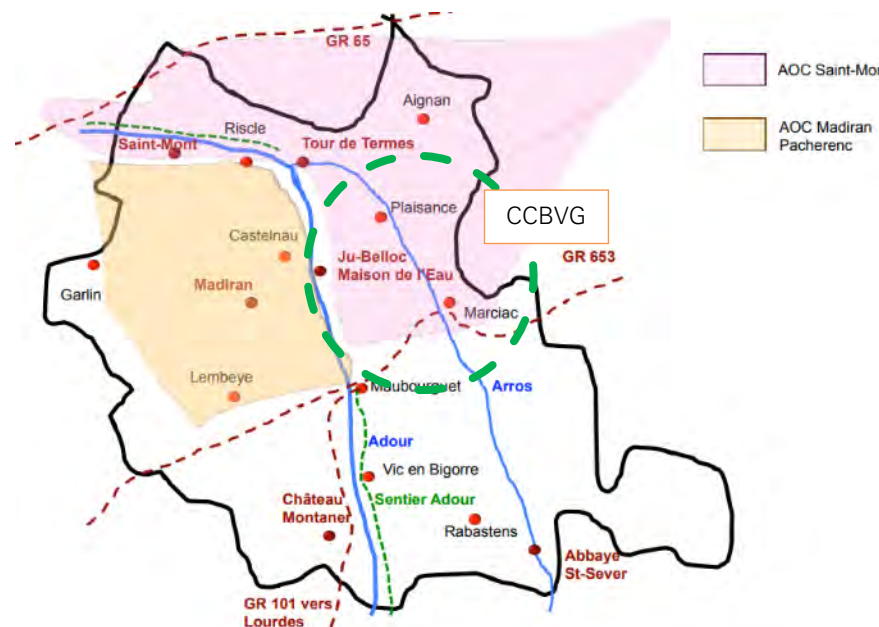 GR 65
AOC Saint-Mon
Aignan
AOC Madiran
Pacherenc
Riscle
Saint-Mont
Tour de Termes
Plaisance
CCBVG
Castelnau
Ju-Belloc
Maison de l'Eau
GR 653
Garlin
Madiran
Marciac
Lembeye
Maubourguet
Arros
Adour
Vic en Bigorre
Château
Montaner
Sentier Adour
Rabastens
Abbaye
St-Sever
GR 101 vers
Lourdes